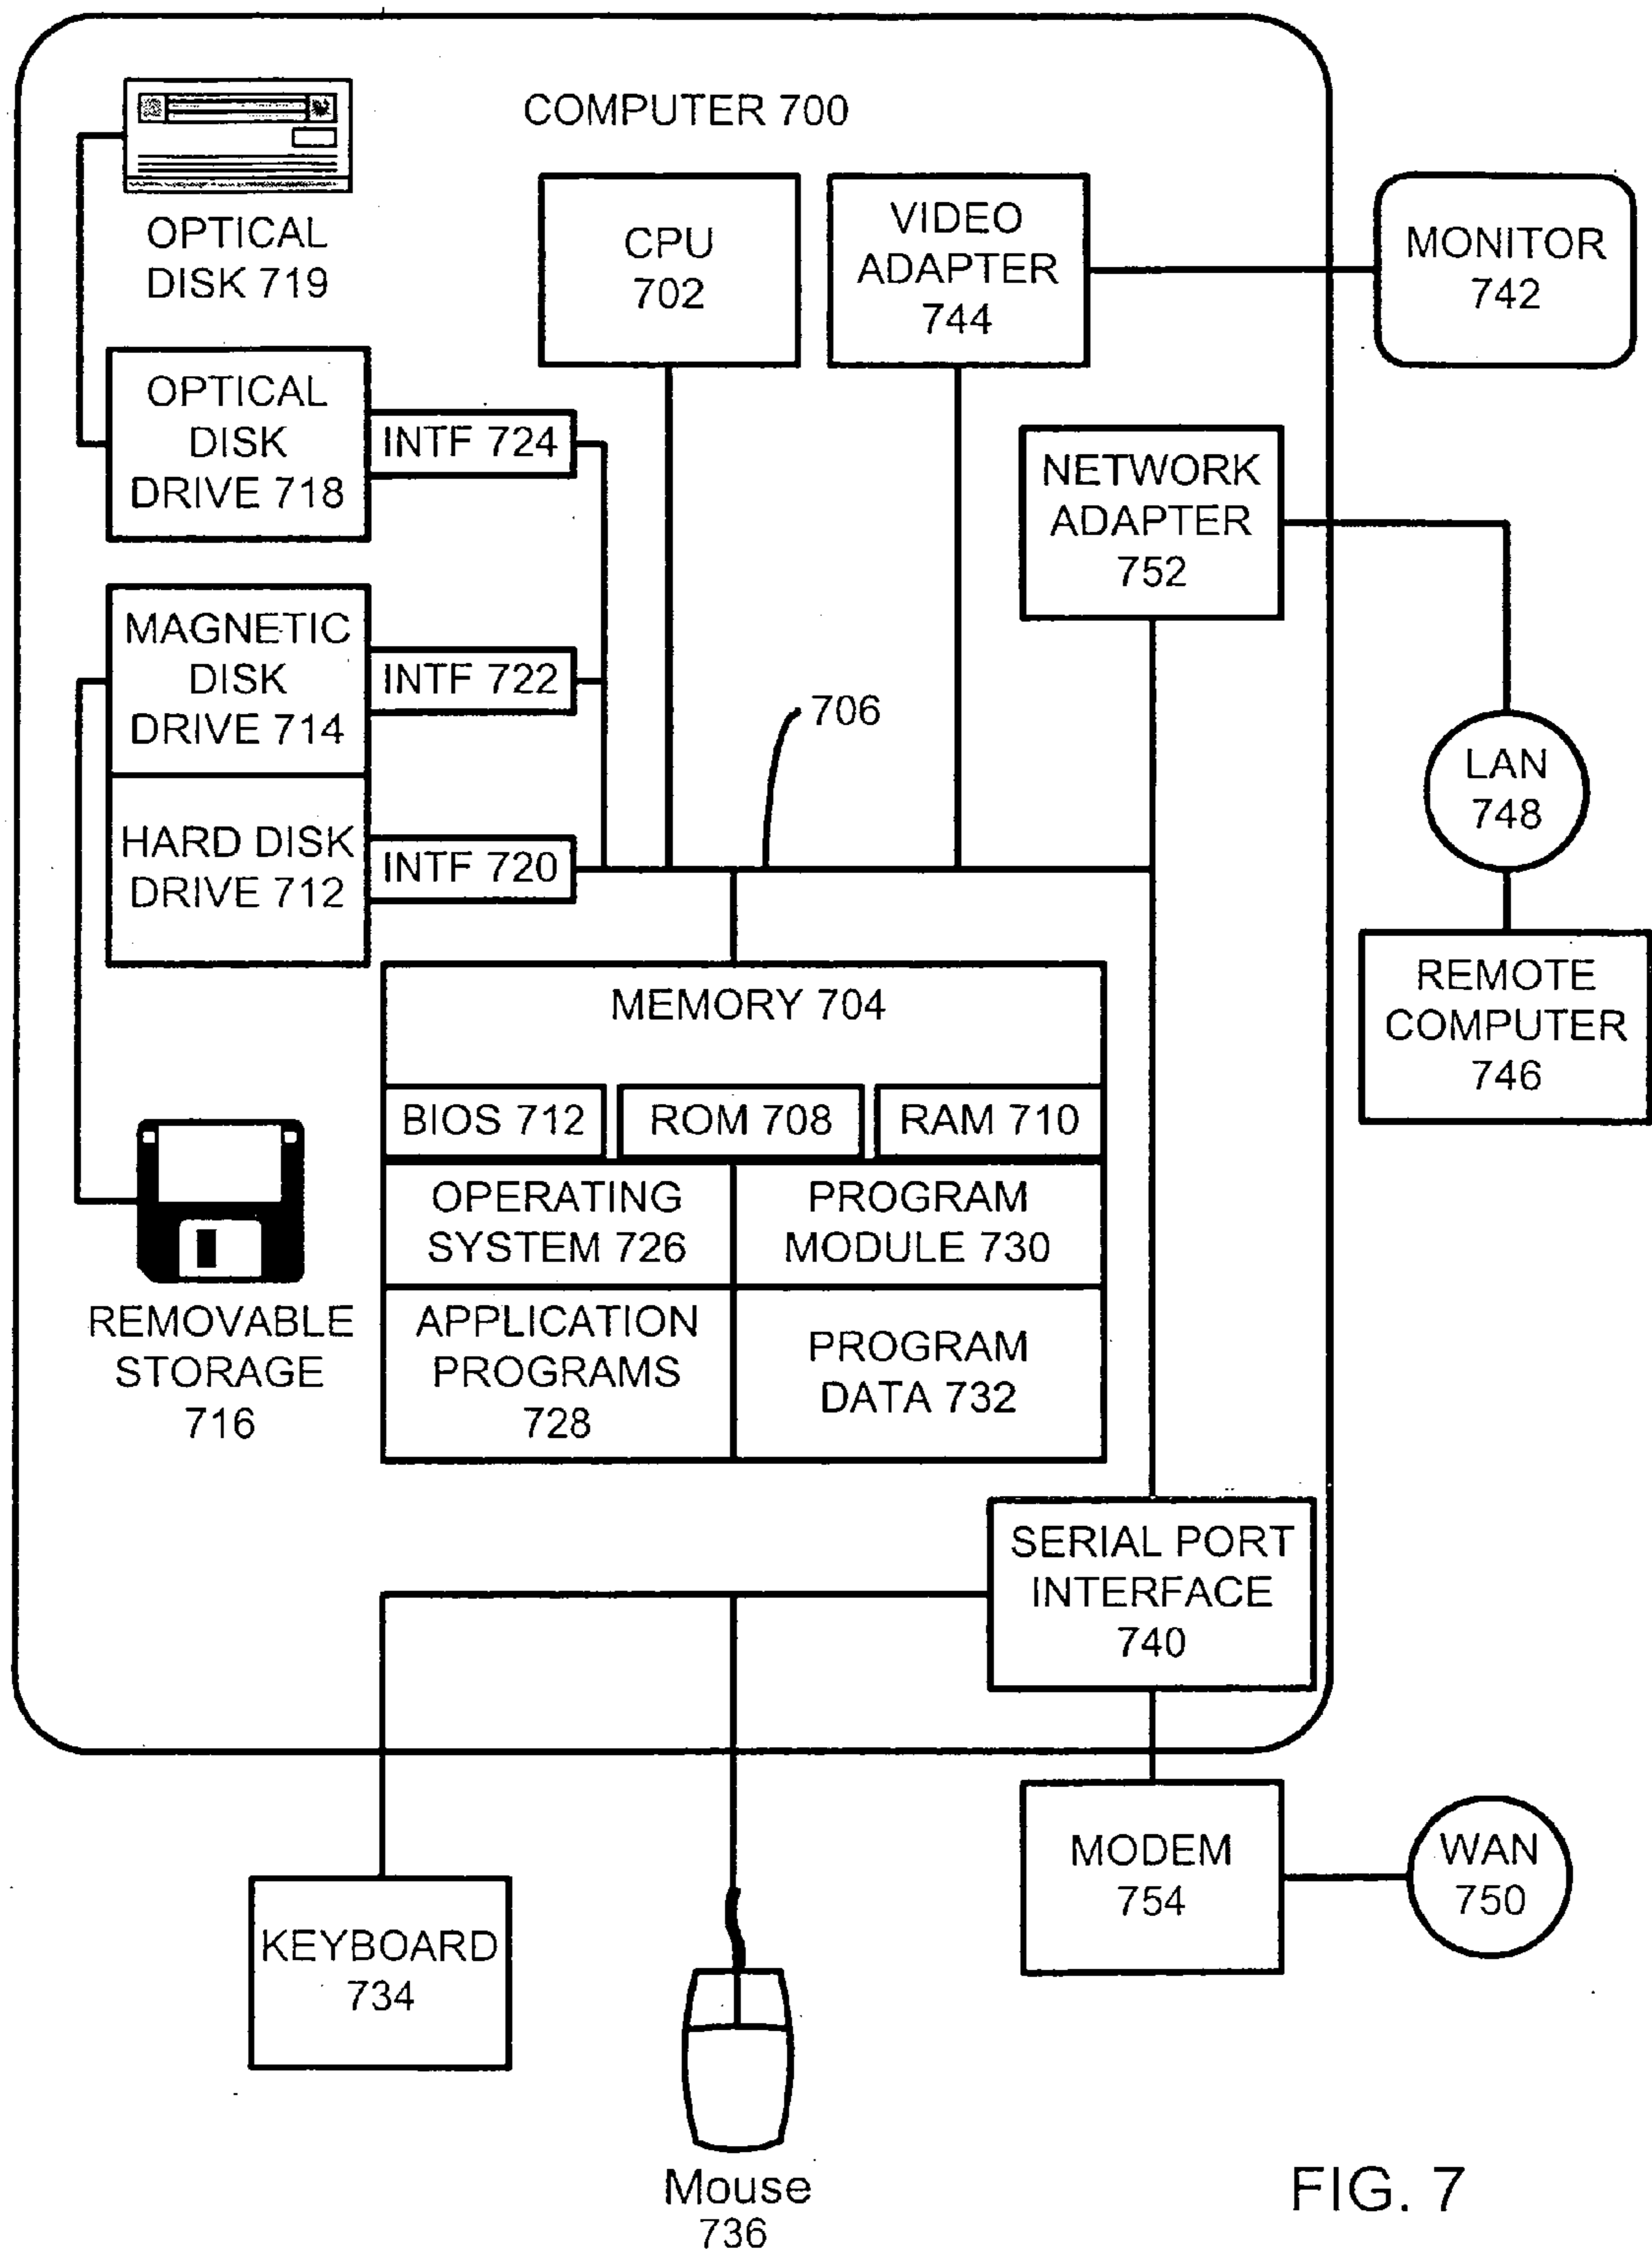 COMPUTER 700
OPTICAL
DISK 719
CPU
702
VIDEO
ADAPTER
744
MONITOR
742
OPTICAL
DISK
DRIVE 718
INTF 724
NETWORK
ADAPTER
752
MAGNETIC
DISK
DRIVE 714
INTF 722
706
LAN
748
HARD DISK
DRIVE 712
INTF 720
REMOTE
COMPUTER
746
MEMORY 704
BIOS 712
ROM 708
RAM 710
OPERATING
SYSTEM 726
PROGRAM
MODULE 730
REMOVABLE
STORAGE
716
APPLICATION
PROGRAMS
728
PROGRAM
DATA 732
SERIAL PORT
INTERFACE
740
MODEM
754
WAN
750
KEYBOARD
734
Mouse
736
FIG. 7